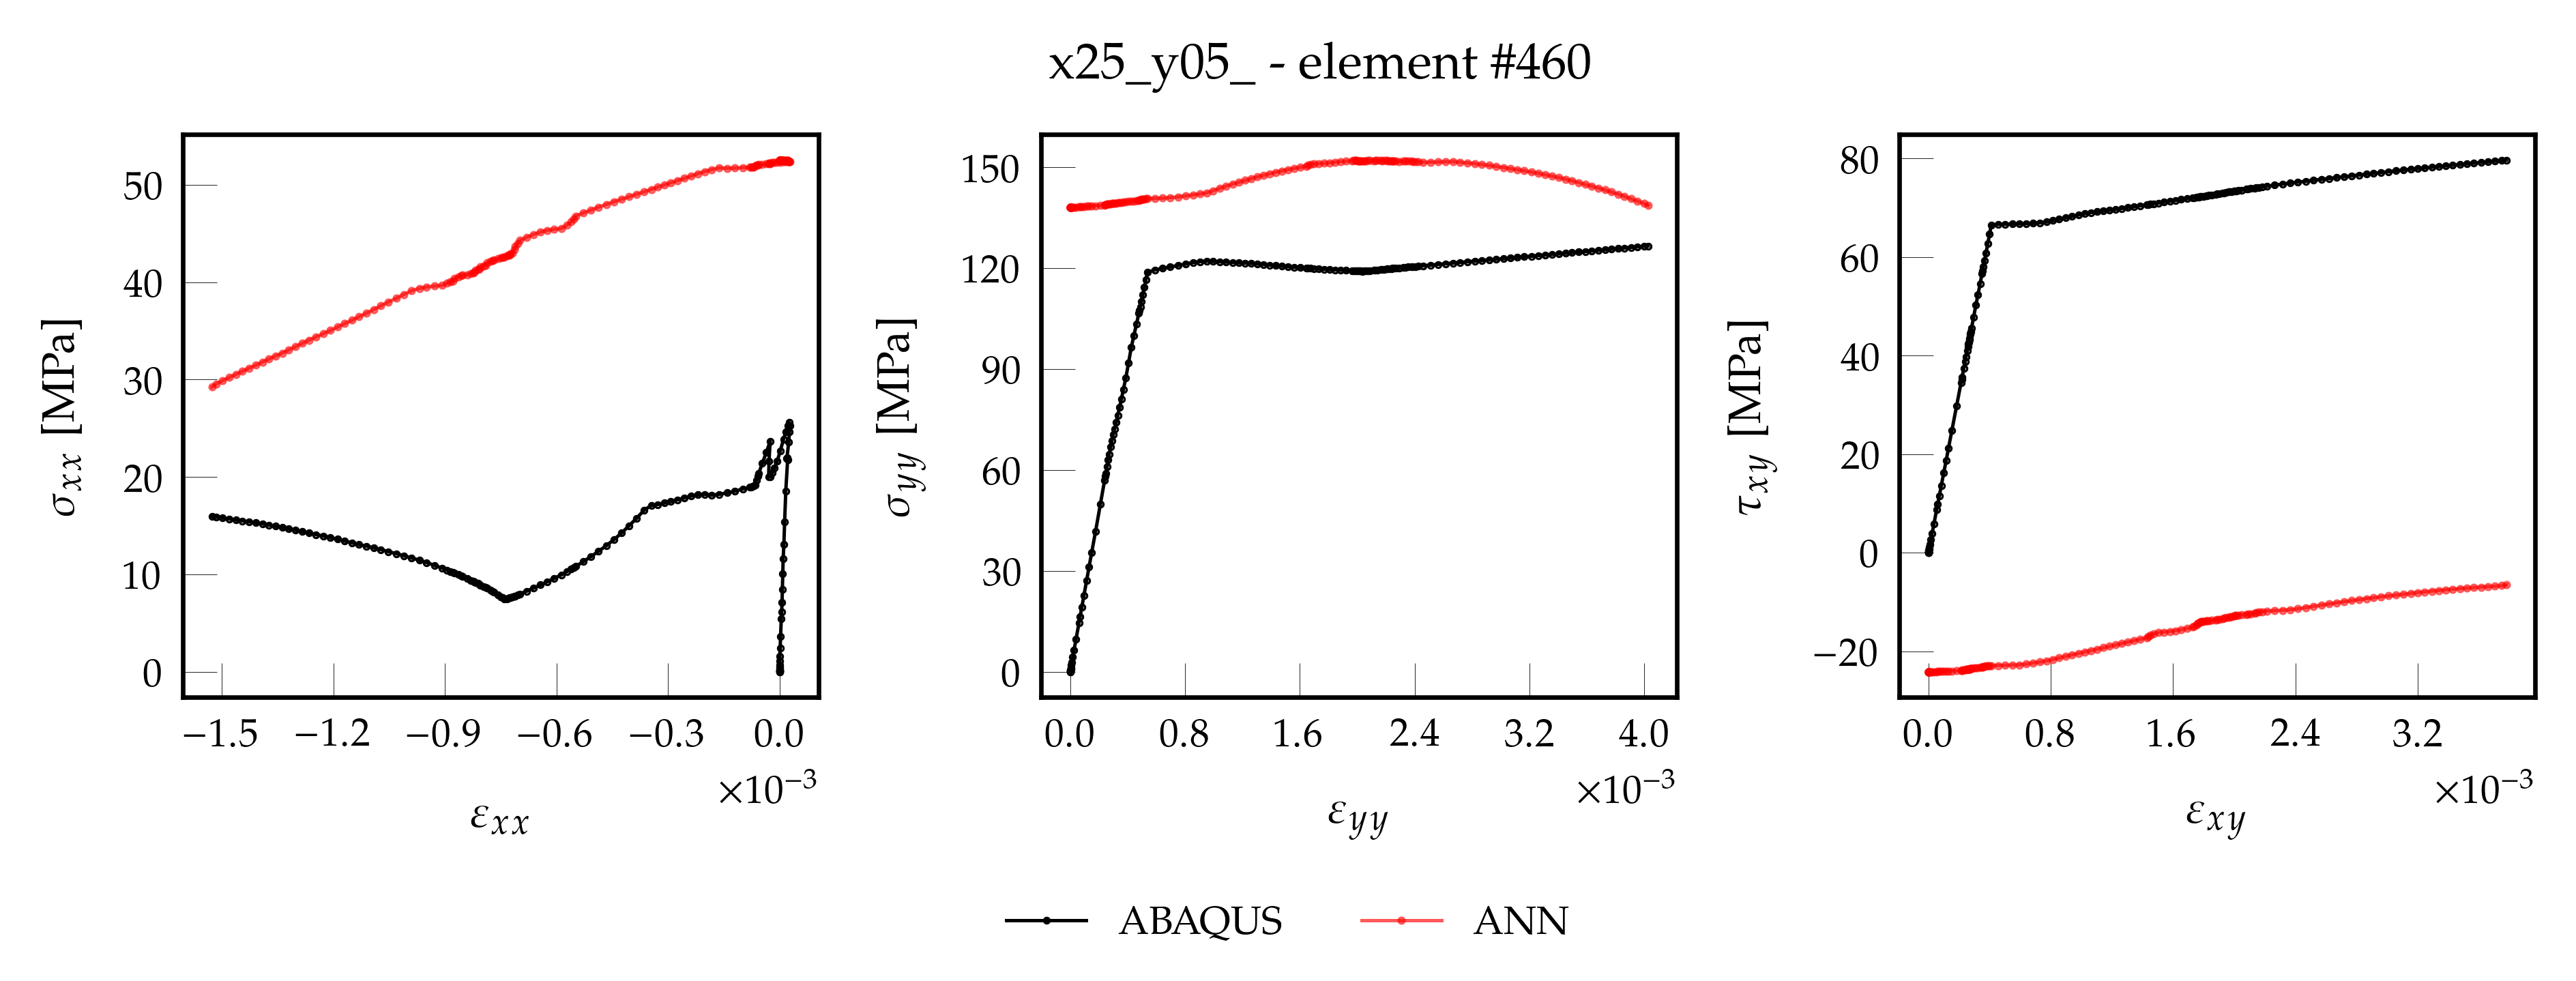 x25_y05_ - element #460
σxx [MPa]
50
40
30
20
10
0
−1.5 −1.2 −0.9 −0.6 −0.3 0.0
×10−3
εxx
σyy [MPa]
150
120
90
60
30
0
0.0 0.8 1.6 2.4 3.2 4.0
×10−3
εyy
τxy [MPa]
80
60
40
20
0
−20
0.0 0.8 1.6 2.4 3.2
×10−3
εxy
ABAQUS ANN